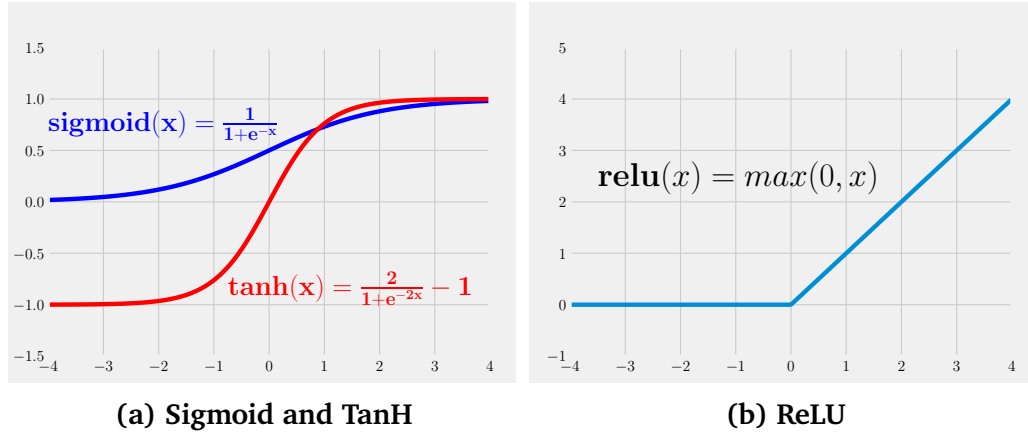 1.5
1.0
sigmoid(x) = 1/(1+e^{-x})
0.5
0.0
−0.5
tanh(x) = 2/(1+e^{-2x}) − 1
−1.0
−1.5
−4 −3 −2 −1 0 1 2 3 4
(a) Sigmoid and TanH
5
4
3
relu(x) = max(0, x)
2
1
0
−1
−4 −3 −2 −1 0 1 2 3 4
(b) ReLU